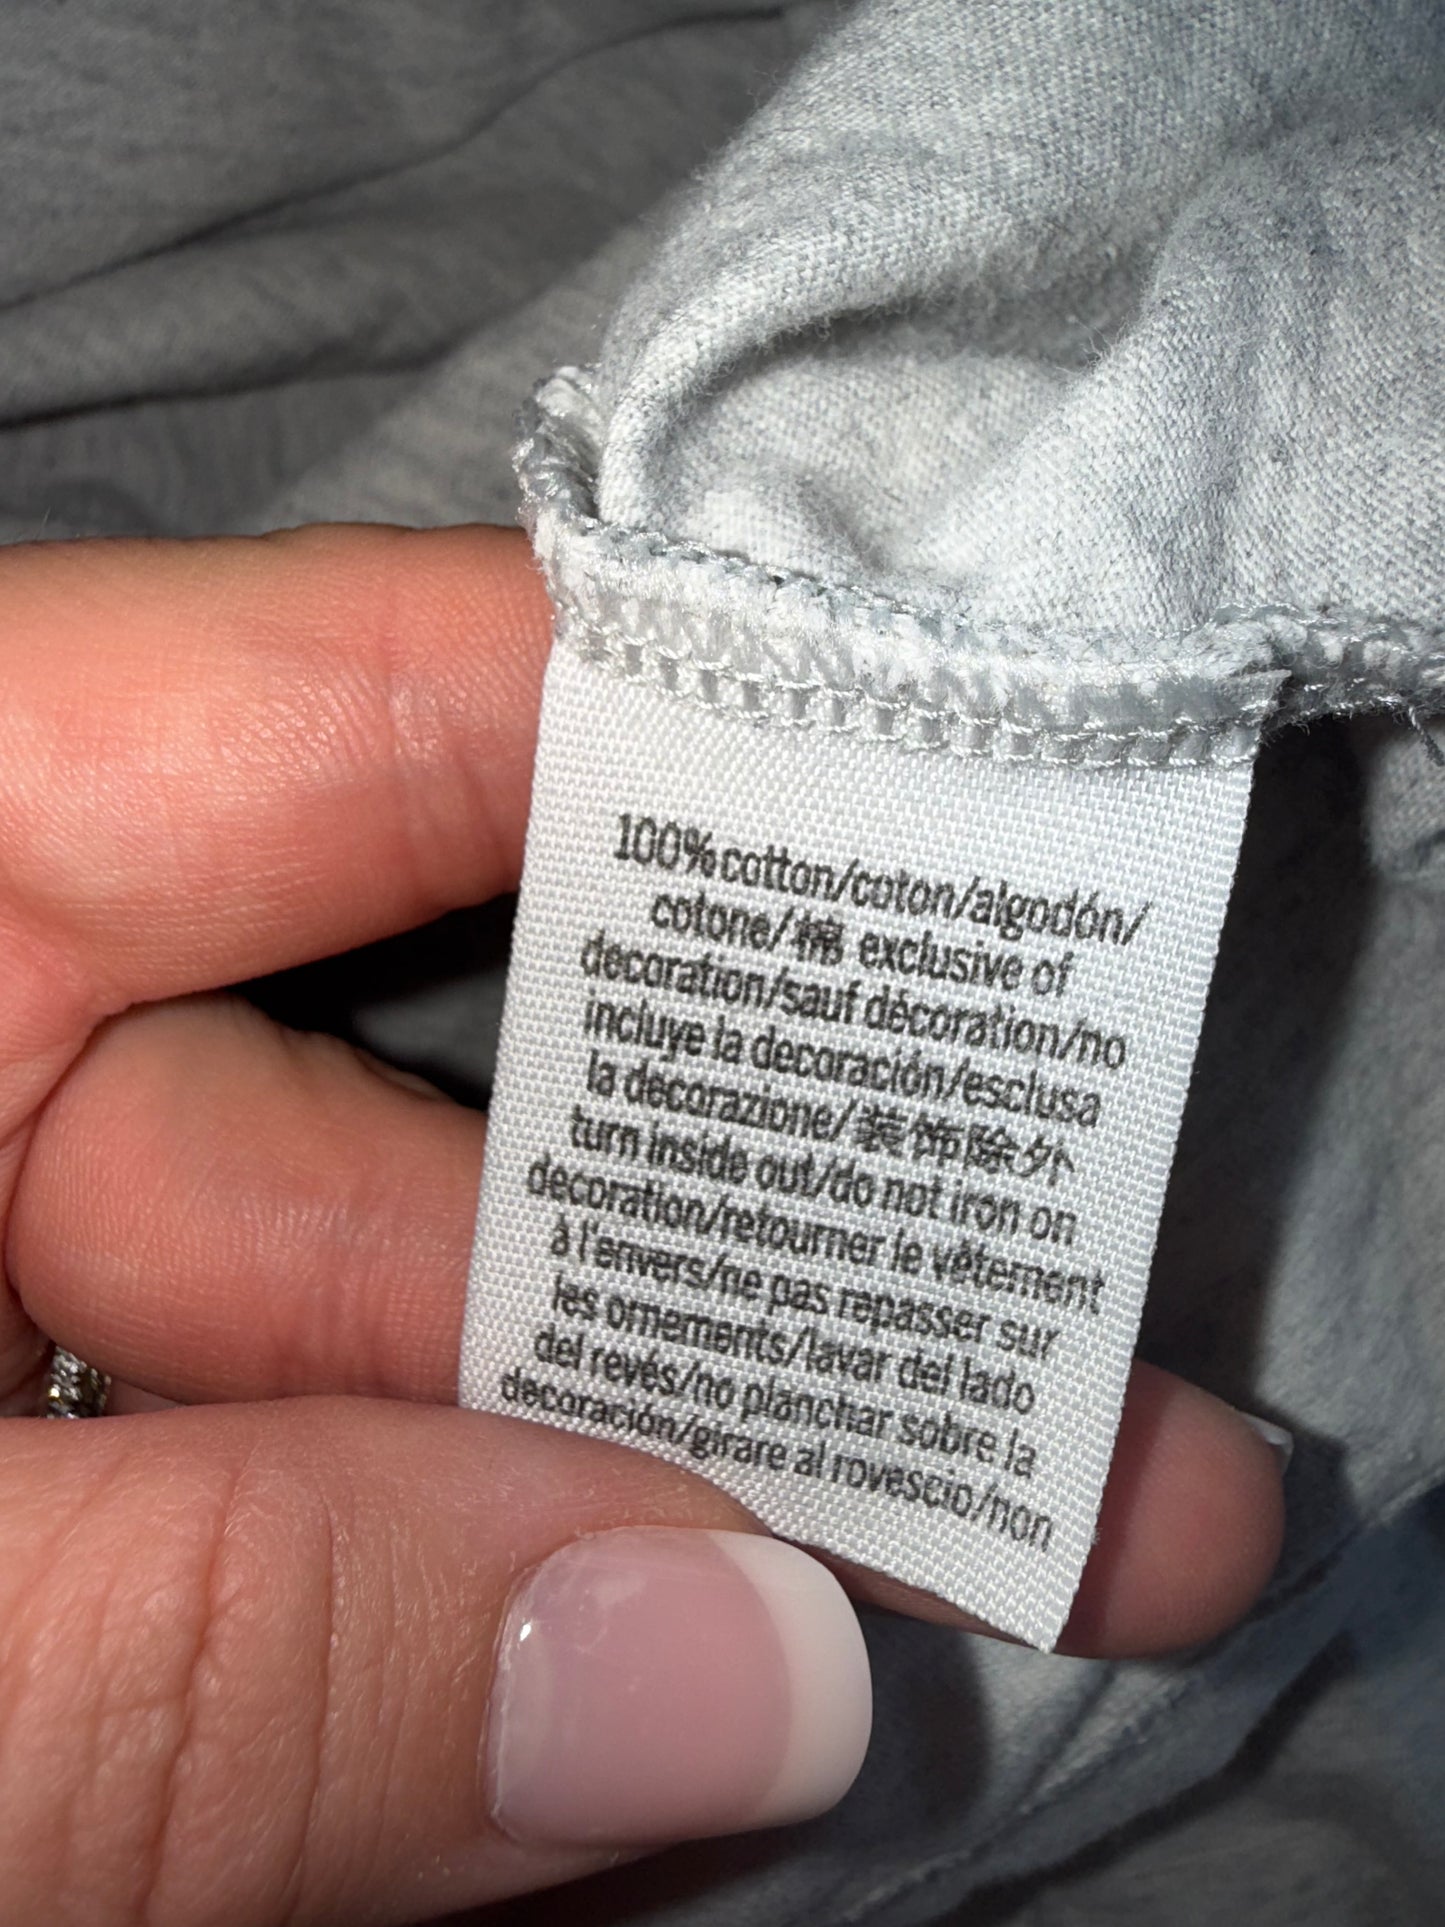 100% cotton/coton/algodón/
cotone/綿 exclusive of
decoration/sauf décoration/no
incluye la decoración/esclusa
la decorazione/装飾除外
turn inside out/do not iron on
decoration/retourner le vêtement
à l'envers/ne pas repasser sur
les ornements/lavar del lado
del revés/no planchar sobre la
decoración/girare al rovescio/non